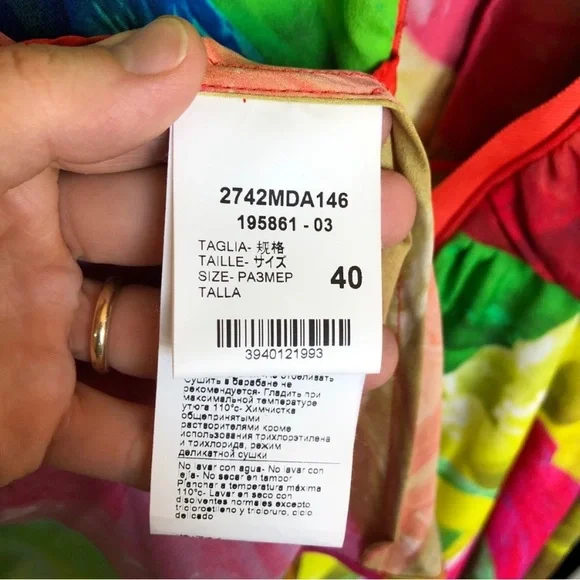 2742MDA146
195861 - 03
TAGLIA- 规格
TAILLE- サイズ
SIZE- РАЗМЕР
TALLA
40
3940121993
отбеливать
Сушить в барабане не
рекомендуется- Гладить при
максимальной температуре
утюга 110°с- Химчистка
общепринятыми
растворителями кроме
использования трихлорэтилена
и трихлорида, режим
деликатной сушки
No lavar con agua- No lavar con
lejia- No secar en tampor
Planchar a temperatura máxima
110°c- Lavar en seco con
disolventes normales excepto
tricloroetileno y tricloruro, ciclo
delicado